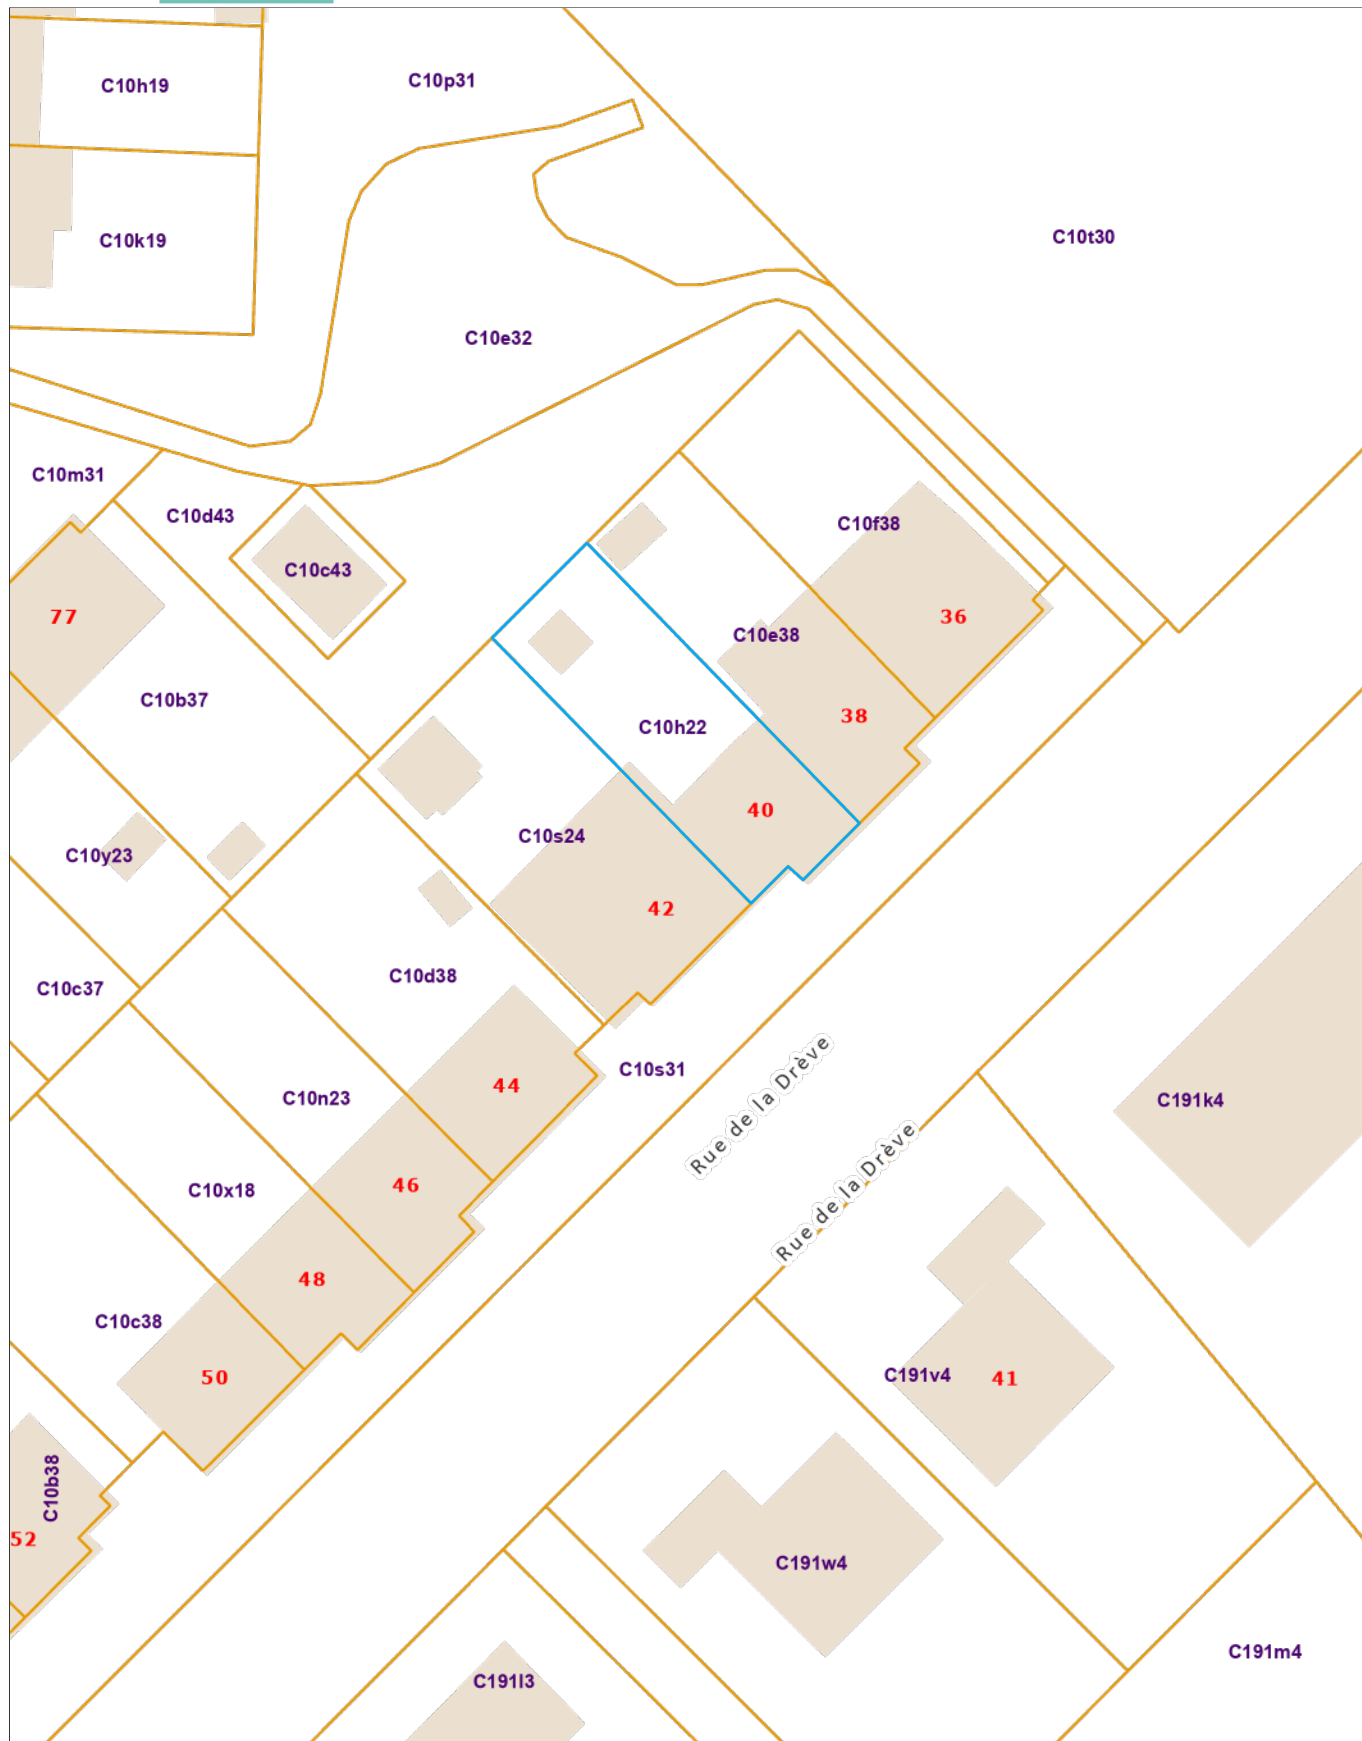 C10h19
C10p31
C10k19
C10t30
C10e32
C10m31
C10d43
C10f38
C10c43
77
36
C10e38
C10b37
38
C10h22
40
C10s24
C10y23
42
C10d38
C10c37
C10s31
44
Rue de la Drève
C10n23
C191k4
Rue de la Drève
46
C10x18
48
C10c38
50
C191v4
41
C10b38
52
C191w4
C191m4
C191l3